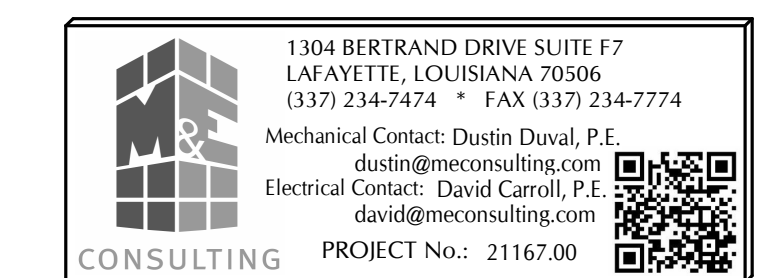 M&E
CONSULTING
1304 BERTRAND DRIVE SUITE F7
LAFAYETTE, LOUISIANA 70506
(337) 234-7474 * FAX (337) 234-7774
Mechanical Contact: Dustin Duval, P.E.
dustin@meconsulting.com
Electrical Contact: David Carroll, P.E.
david@meconsulting.com
PROJECT No.: 21167.00